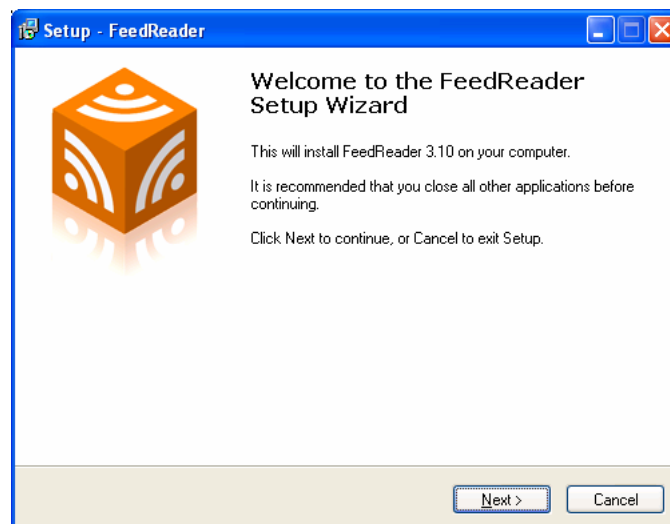 Setup - FeedReader
Welcome to the FeedReader
Setup Wizard
This will install FeedReader 3.10 on your computer.
It is recommended that you close all other applications before
continuing.
Click Next to continue, or Cancel to exit Setup.
Next >
Cancel